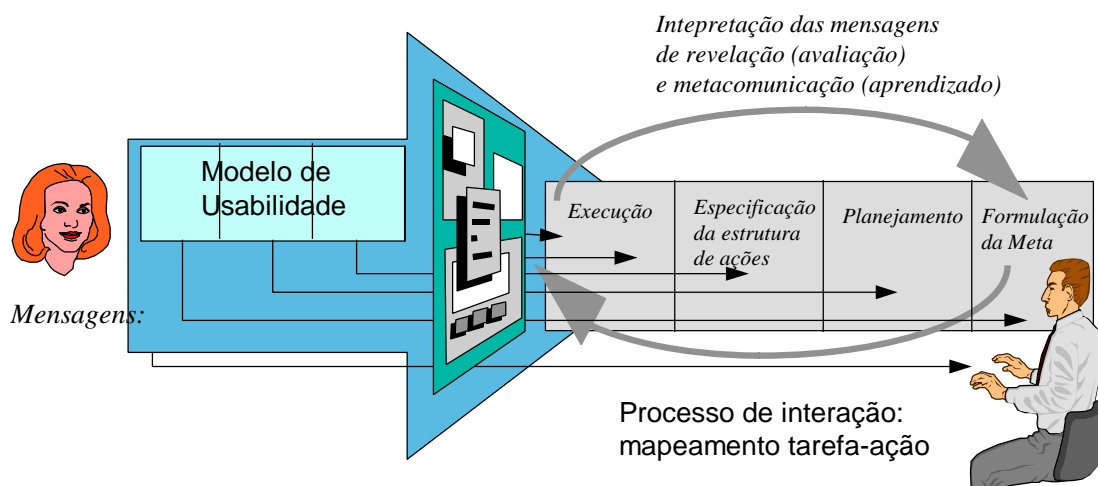 Intepretação das mensagens
de revelação (avaliação)
e metacomunicação (aprendizado)
Modelo de
Usabilidade
Execução
Especificação
da estrutura
de ações
Planejamento
Formulação
da Meta
Mensagens:
Processo de interação:
mapeamento tarefa-ação